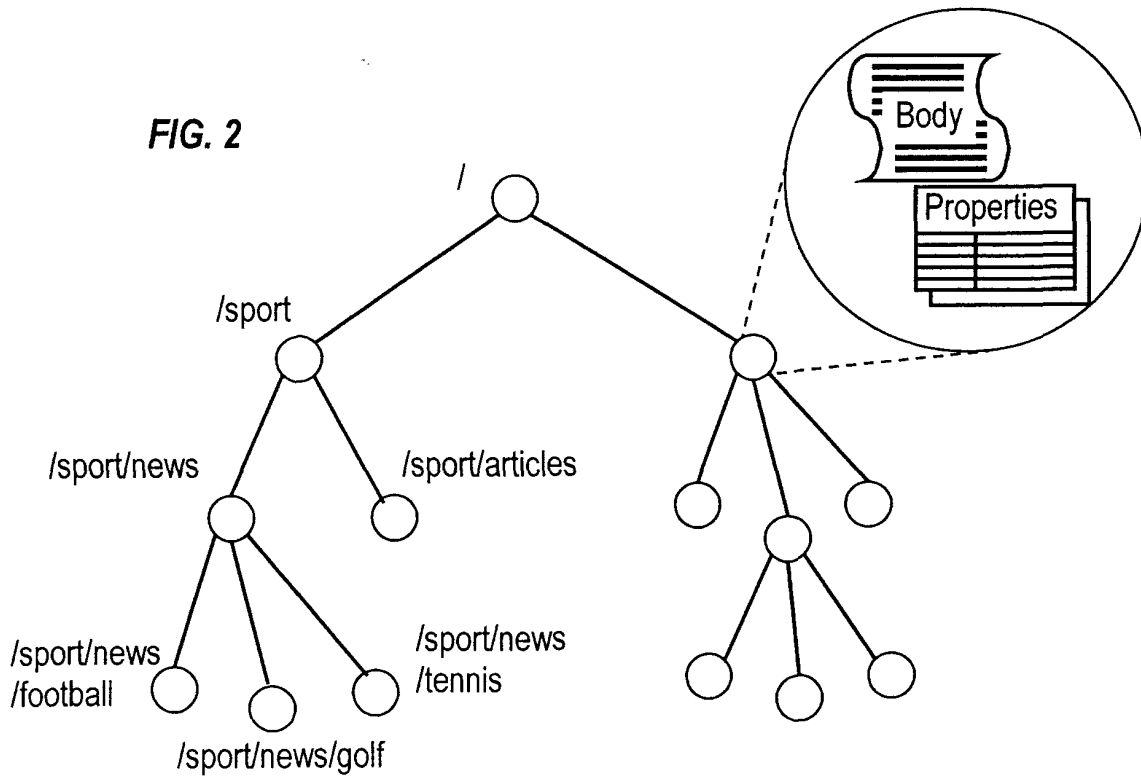 FIG. 2
/
Body
Properties
/sport
/sport/news
/sport/articles
/sport/news
/football
/sport/news
/tennis
/sport/news/golf